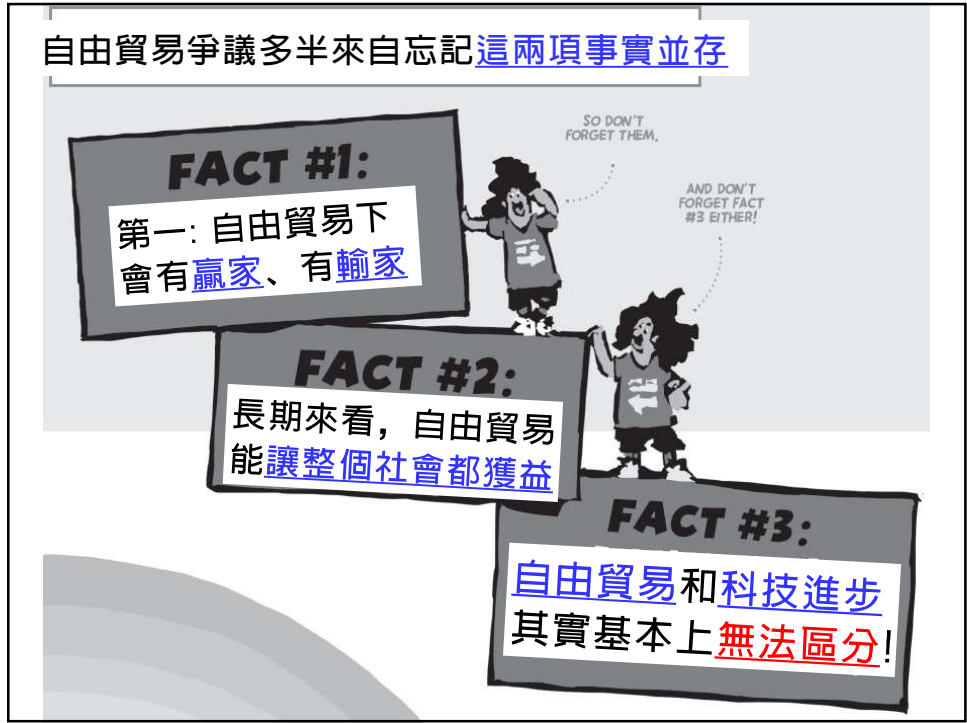 自由貿易爭議多半來自忘記這兩項事實並存
SO DON'T
FORGET THEM.
FACT #1:
第一: 自由貿易下
會有贏家、有輸家
AND DON'T
FORGET FACT
#3 EITHER!
FACT #2:
長期來看，自由貿易
能讓整個社會都獲益
FACT #3:
自由貿易和科技進步
其實基本上無法區分!